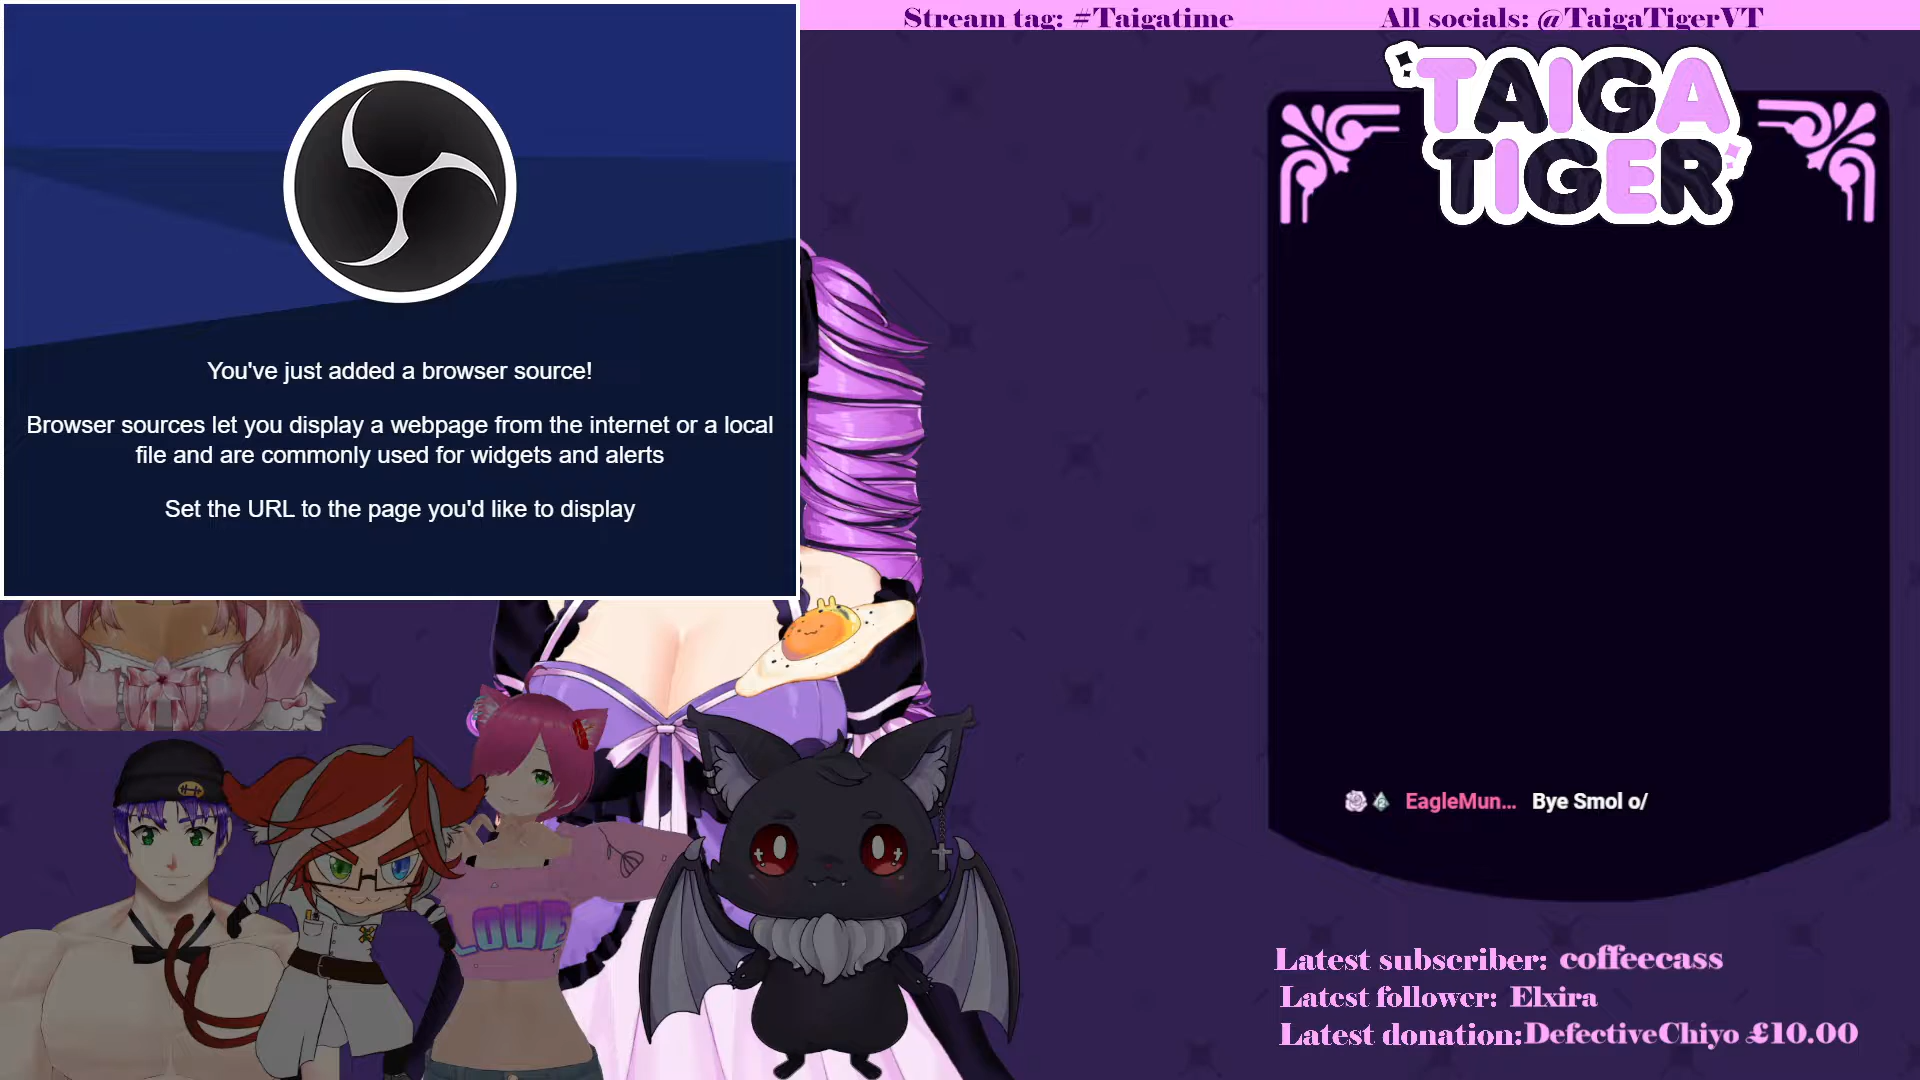 Stream tag: #Taigatime
All socials: @TaigaTigerVT
TAIGA
TIGER
You've just added a browser source!
Browser sources let you display a webpage from the internet or a local
file and are commonly used for widgets and alerts
Set the URL to the page you'd like to display
EagleMun... Bye Smol o/
LOVE
Latest subscriber: coffeecass
Latest follower: Elxira
Latest donation:DefectiveChiyo £10.00